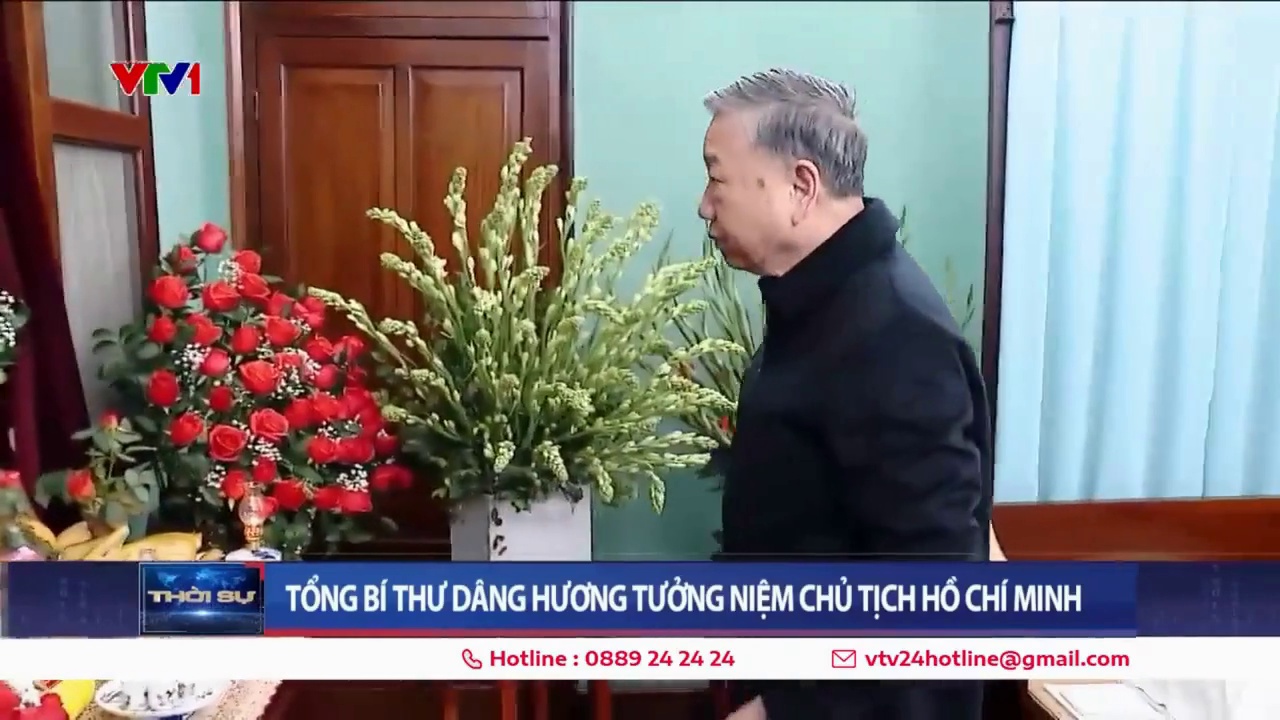 VTV1
THỜI SỰ
TỔNG BÍ THƯ DÂNG HƯƠNG TƯỞNG NIỆM CHỦ TỊCH HỒ CHÍ MINH
Hotline : 0889 24 24 24
vtv24hotline@gmail.com